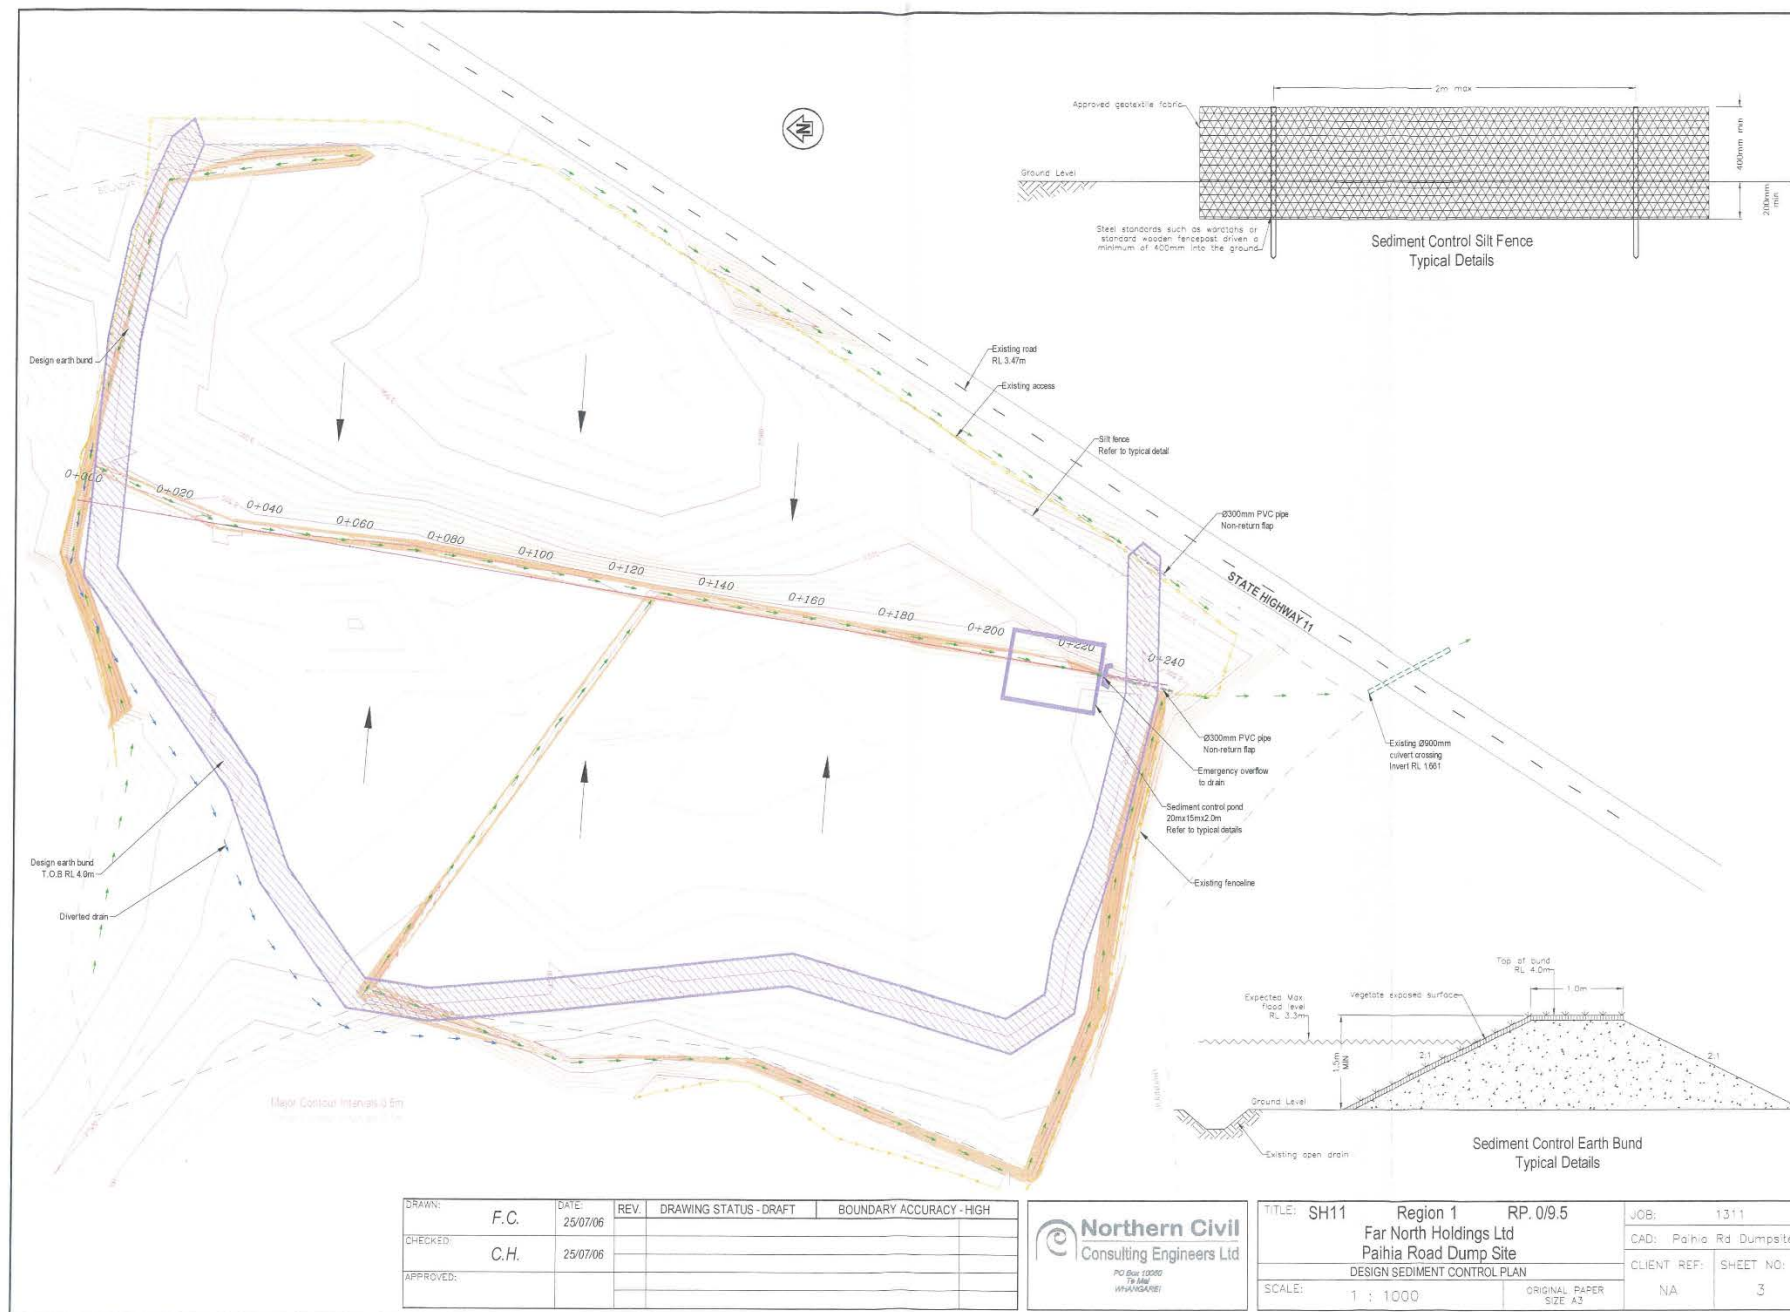 N
2m max
Approved geotextile fabric
400mm min
Ground Level
200mm
min
Steel standards such as waratahs or
standard wooden fencepost driven a
minimum of 400mm into the ground
Sediment Control Silt Fence
Typical Details
Design earth bund
Existing road
RL 3.47m
Existing access
Silt fence
Refer to typical detail
Ø300mm PVC pipe
Non-return flap
STATE HIGHWAY 11
0+000
0+020
0+040
0+060
0+080
0+100
0+120
0+140
0+160
0+180
0+200
0+220
0+240
Ø300mm PVC pipe
Non-return flap
Emergency overflow
to drain
Sediment control pond
20mx15mx2.0m
Refer to typical details
Existing Ø900mm
culvert crossing
Invert RL 1.661
Existing fenceline
Design earth bund
T.O.B RL 4.0m
Diverted drain
Major Contour Intervals 0.5m
Top of bund
RL 4.0m
1.0m
Expected Max.
flood level
RL 3.3m
Vegetate exposed surface
1.5m
MIN
2:1
2:1
Ground Level
Existing open drain
Sediment Control Earth Bund
Typical Details
DRAWN: F.C.
DATE: 25/07/06
REV.
DRAWING STATUS - DRAFT
BOUNDARY ACCURACY - HIGH
CHECKED: C.H.
25/07/06
APPROVED:
Northern Civil
Consulting Engineers Ltd
PO Box 10060
Te Mai
WHANGAREI
TITLE: SH11 Region 1 RP. 0/9.5
Far North Holdings Ltd
Paihia Road Dump Site
DESIGN SEDIMENT CONTROL PLAN
SCALE: 1 : 1000
ORIGINAL PAPER
SIZE A3
JOB: 1311
CAD: Paihia Rd Dumpsite
CLIENT REF: NA
SHEET NO: 3